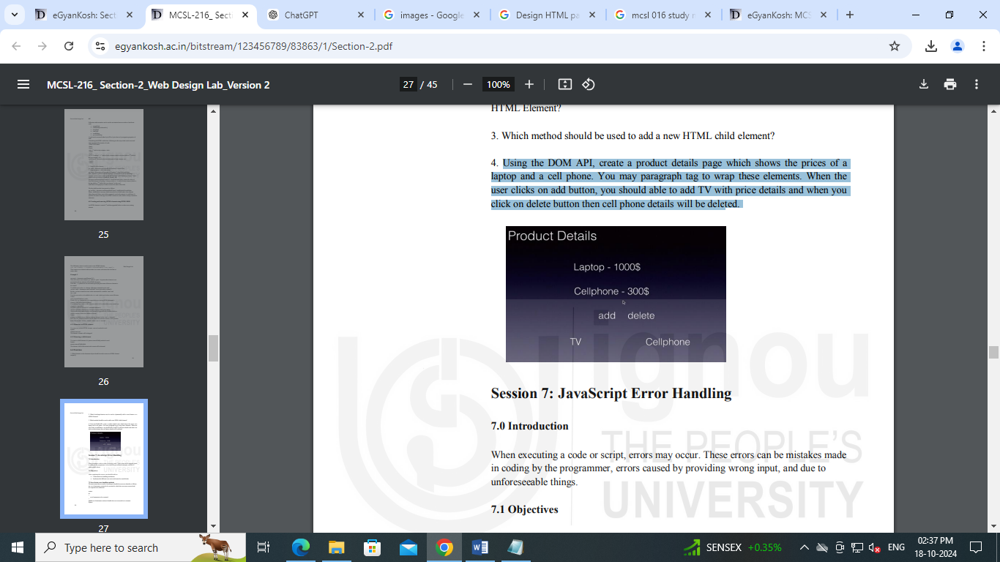 eGyanKosh: Sect
MCSL-216_ Secti
ChatGPT
images - Google
Design HTML pa
mcsl 016 study m
eGyanKosh: MCS
egyankosh.ac.in/bitstream/123456789/83863/1/Section-2.pdf
MCSL-216_ Section-2_Web Design Lab_Version 2
27 / 45
100%
25
26
27
HTML Element?
3. Which method should be used to add a new HTML child element?
4. Using the DOM API, create a product details page which shows the prices of a
laptop and a cell phone. You may paragraph tag to wrap these elements. When the
user clicks on add button, you should able to add TV with price details and when you
click on delete button then cell phone details will be deleted.
Product Details
Laptop - 1000$
Cellphone - 300$
add delete
TV Cellphone
ignou
THE PEOPLE'S
UNIVERSITY
Session 7: JavaScript Error Handling
7.0 Introduction
When executing a code or script, errors may occur. These errors can be mistakes made
in coding by the programmer, errors caused by providing wrong input, and due to
unforeseeable things.
7.1 Objectives
Type here to search
SENSEX +0.35%
ENG
02:37 PM
18-10-2024